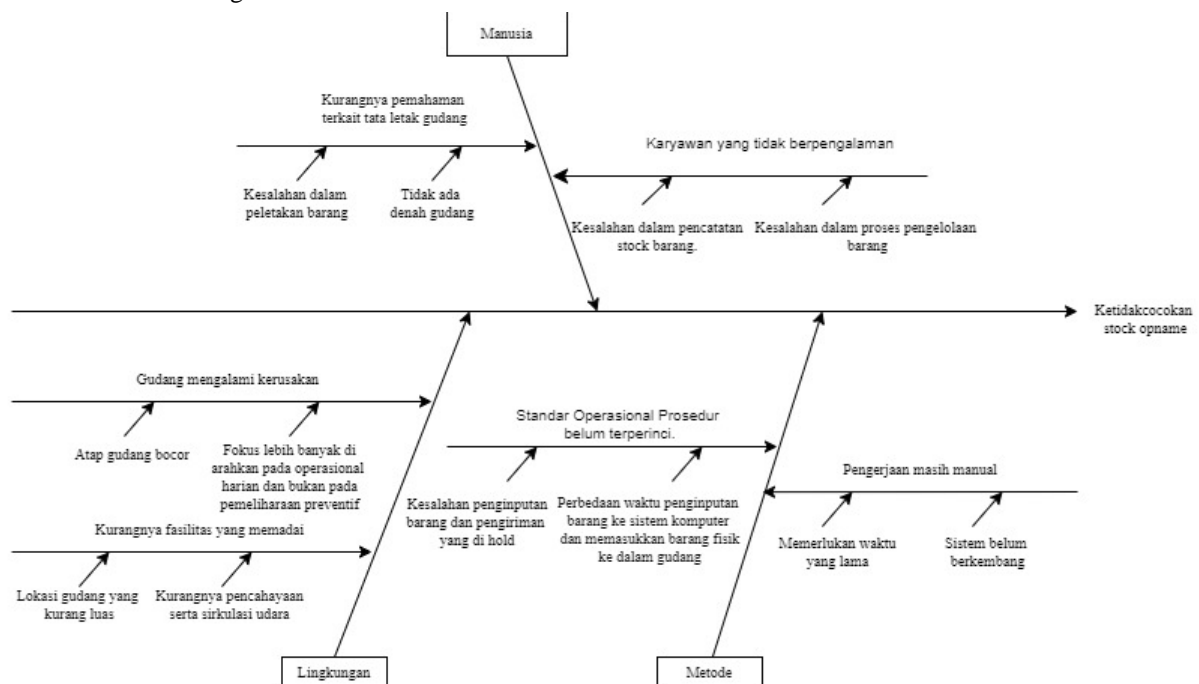 Manusia
Kurangnya pemahaman
terkait tata letak gudang
Karyawan yang tidak berpengalaman
Kesalahan dalam
peletakan barang
Tidak ada
denah gudang
Kesalahan dalam pencatatan
stock barang.
Kesalahan dalam proses pengelolaan
barang
Ketidakcocokan
stock opname
Gudang mengalami kerusakan
Atap gudang bocor
Fokus lebih banyak di
arahkan pada operasional
harian dan bukan pada
pemeliharaan preventif
Standar Operasional Prosedur
belum terperinci.
Kesalahan penginputan
barang dan pengiriman
yang di hold
Perbedaan waktu penginputan
barang ke sistem komputer
dan memasukkan barang fisik
ke dalam gudang
Pengerjaan masih manual
Memerlukan waktu
yang lama
Sistem belum
berkembang
Kurangnya fasilitas yang memadai
Lokasi gudang yang
kurang luas
Kurangnya pencahayaan
serta sirkulasi udara
Lingkungan
Metode